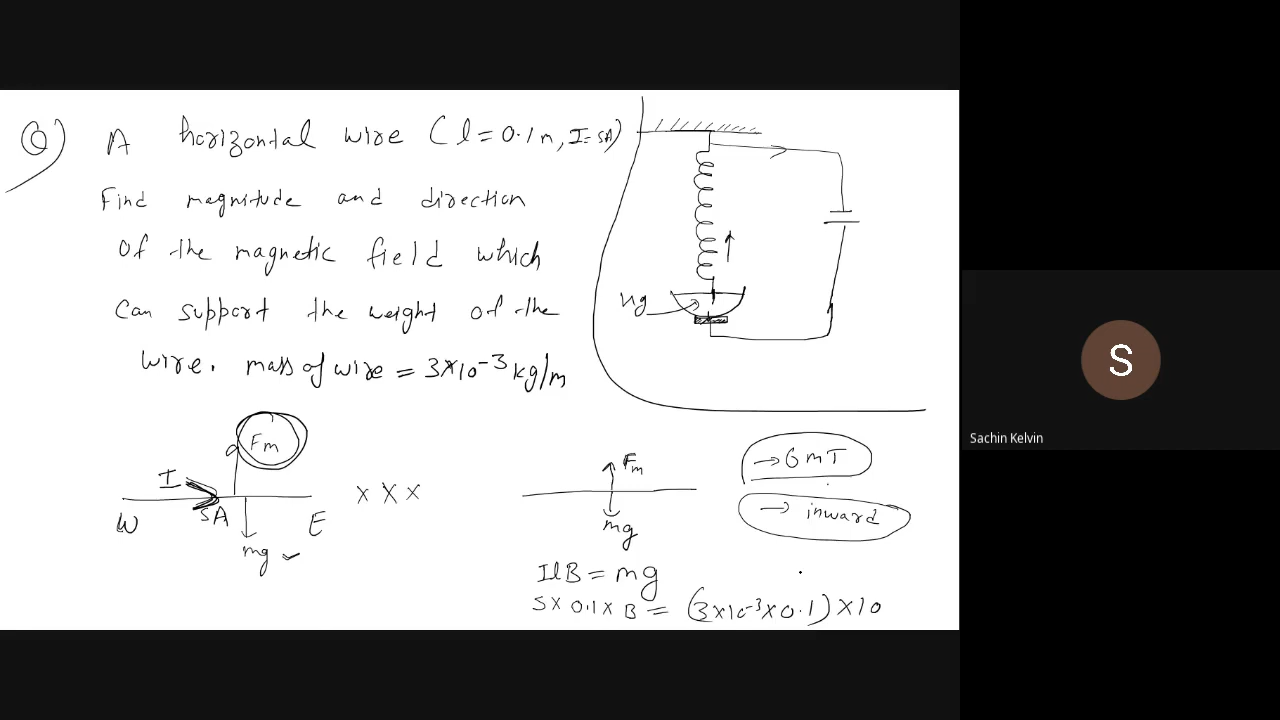 Q) A horizontal wire (l = 0.1m, I = 5A)
Find magnitude and direction
of the magnetic field which
can support the weight of the
wire. mass of wire = 3×10⁻³ kg/m
Hg
Fm
I
5A
W
E
mg ✓
× × ×
Fm
mg
→ 6 mT
→ inward
IlB = mg
5 × 0.1 × B = (3×10⁻³×0.1) × 10
S
Sachin Kelvin